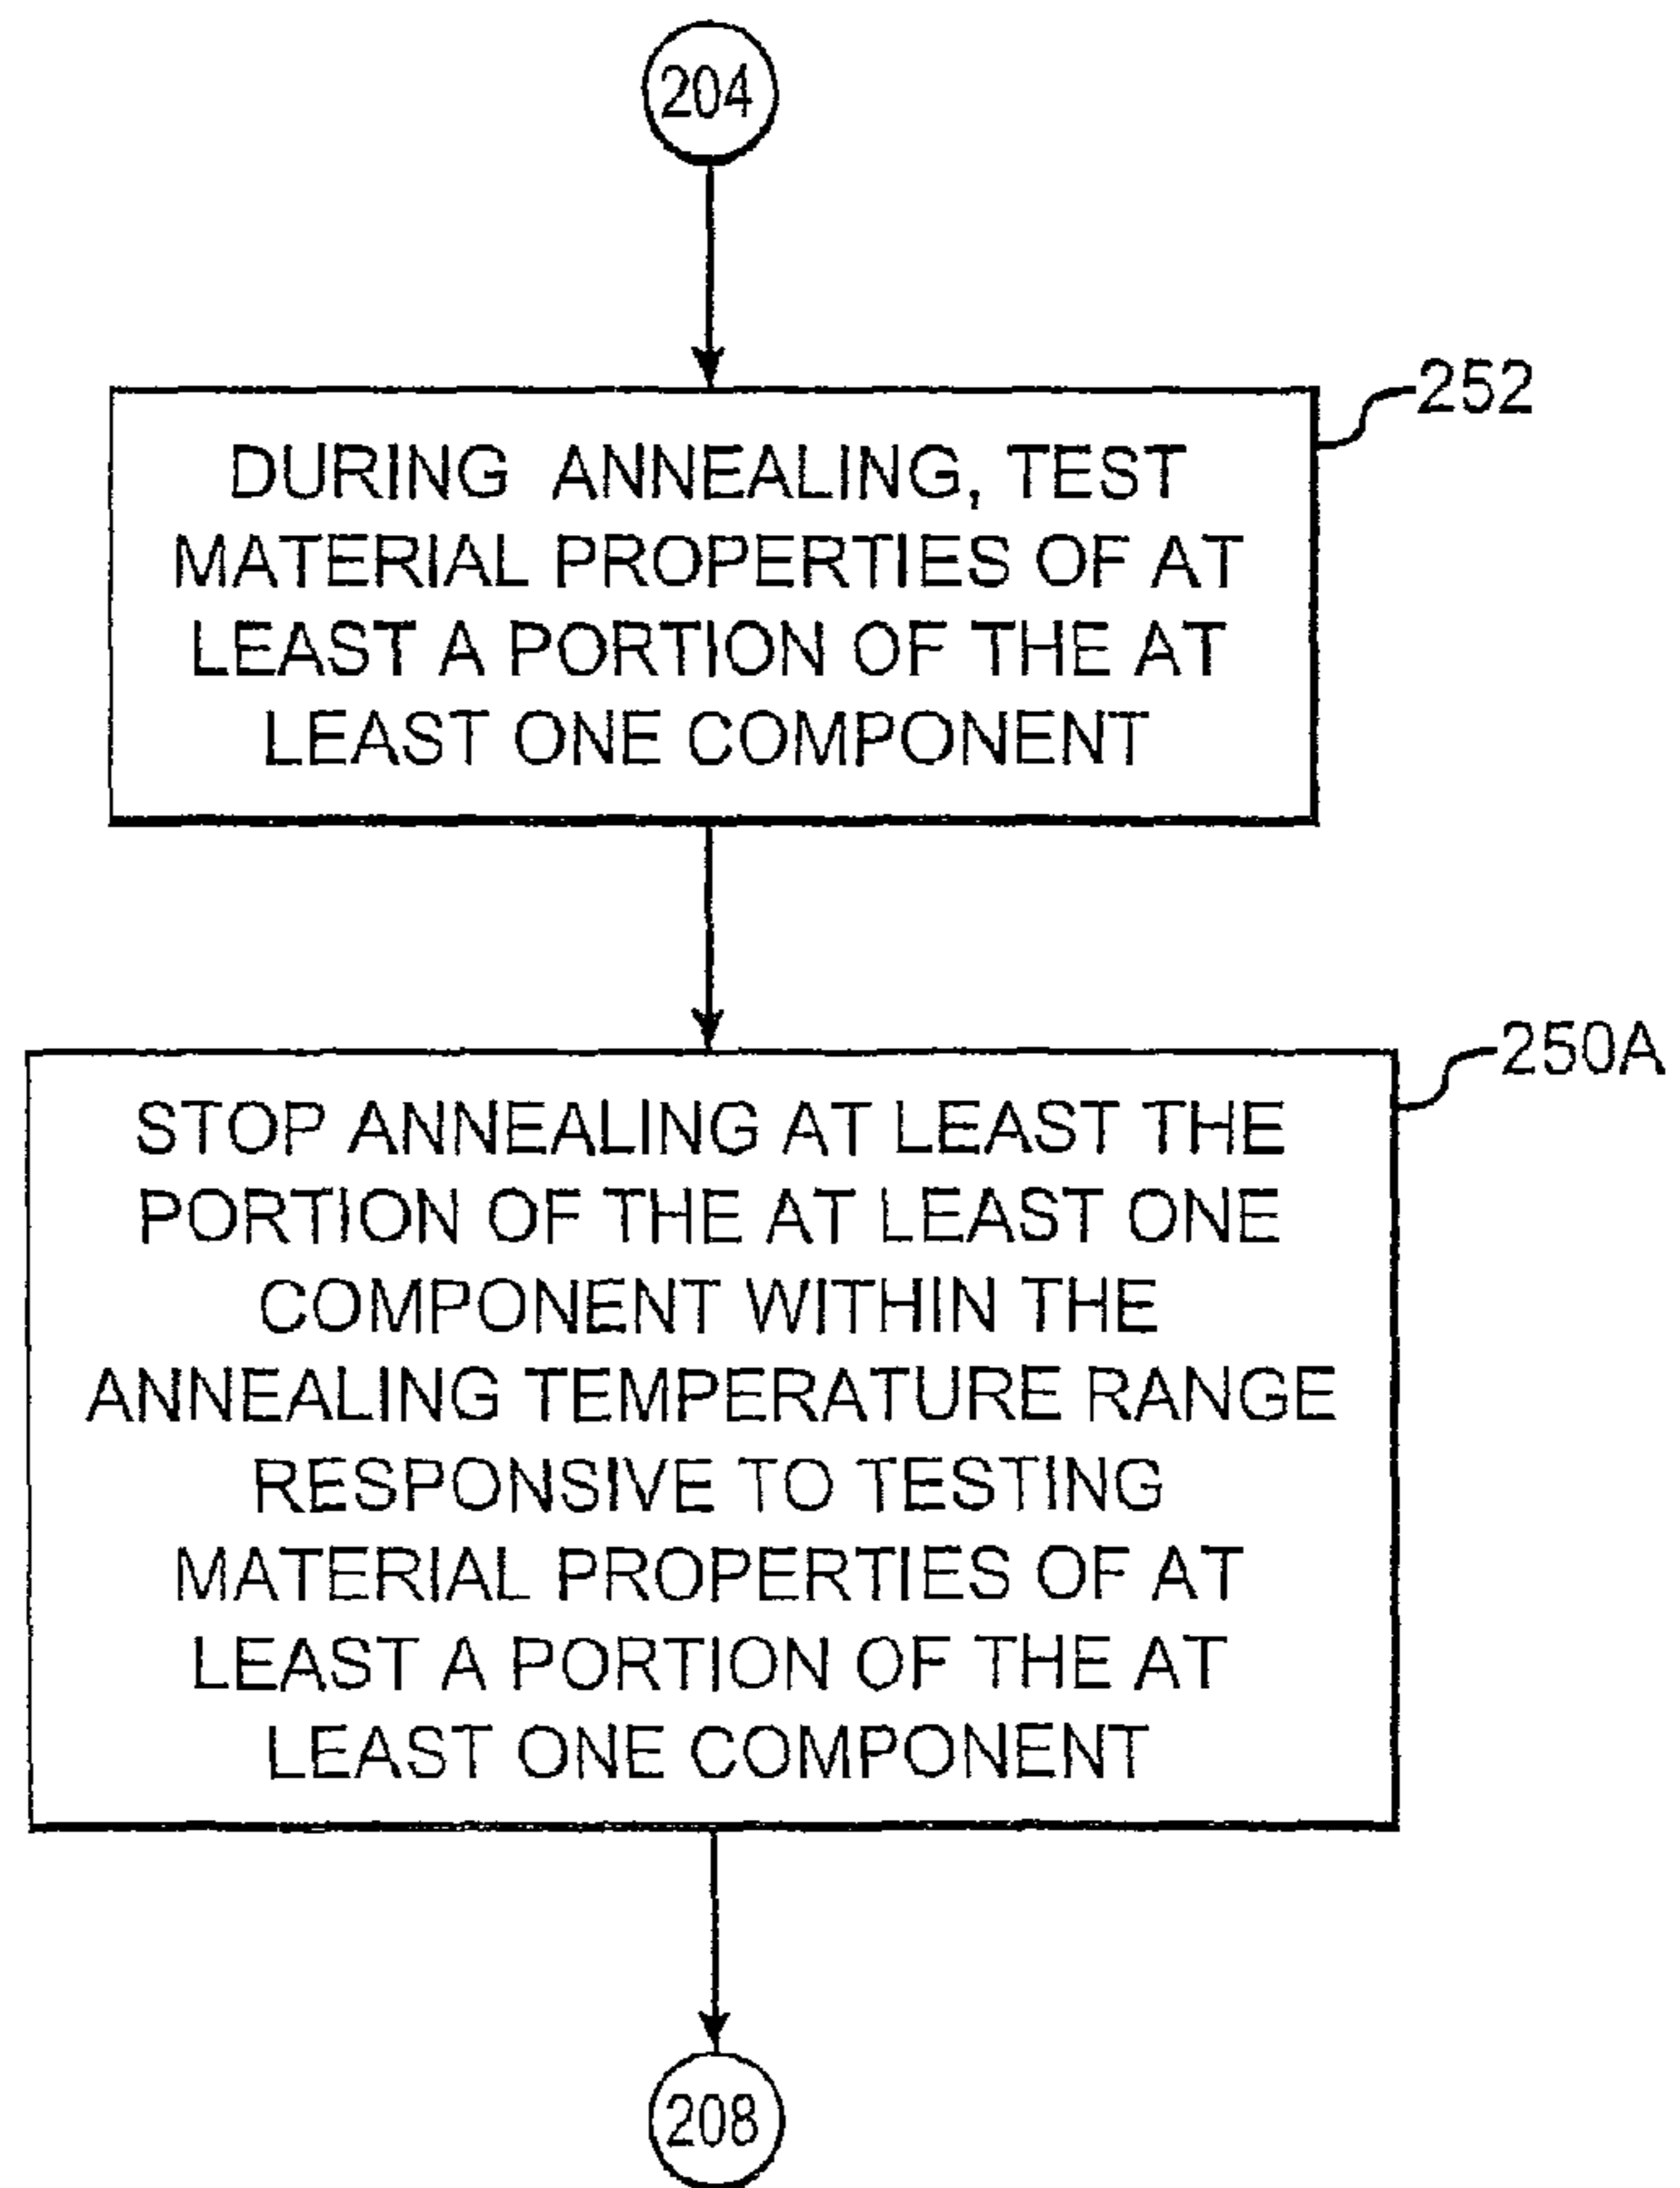 204
252
DURING ANNEALING, TEST
MATERIAL PROPERTIES OF AT
LEAST A PORTION OF THE AT
LEAST ONE COMPONENT
250A
STOP ANNEALING AT LEAST THE
PORTION OF THE AT LEAST ONE
COMPONENT WITHIN THE
ANNEALING TEMPERATURE RANGE
RESPONSIVE TO TESTING
MATERIAL PROPERTIES OF AT
LEAST A PORTION OF THE AT
LEAST ONE COMPONENT
208